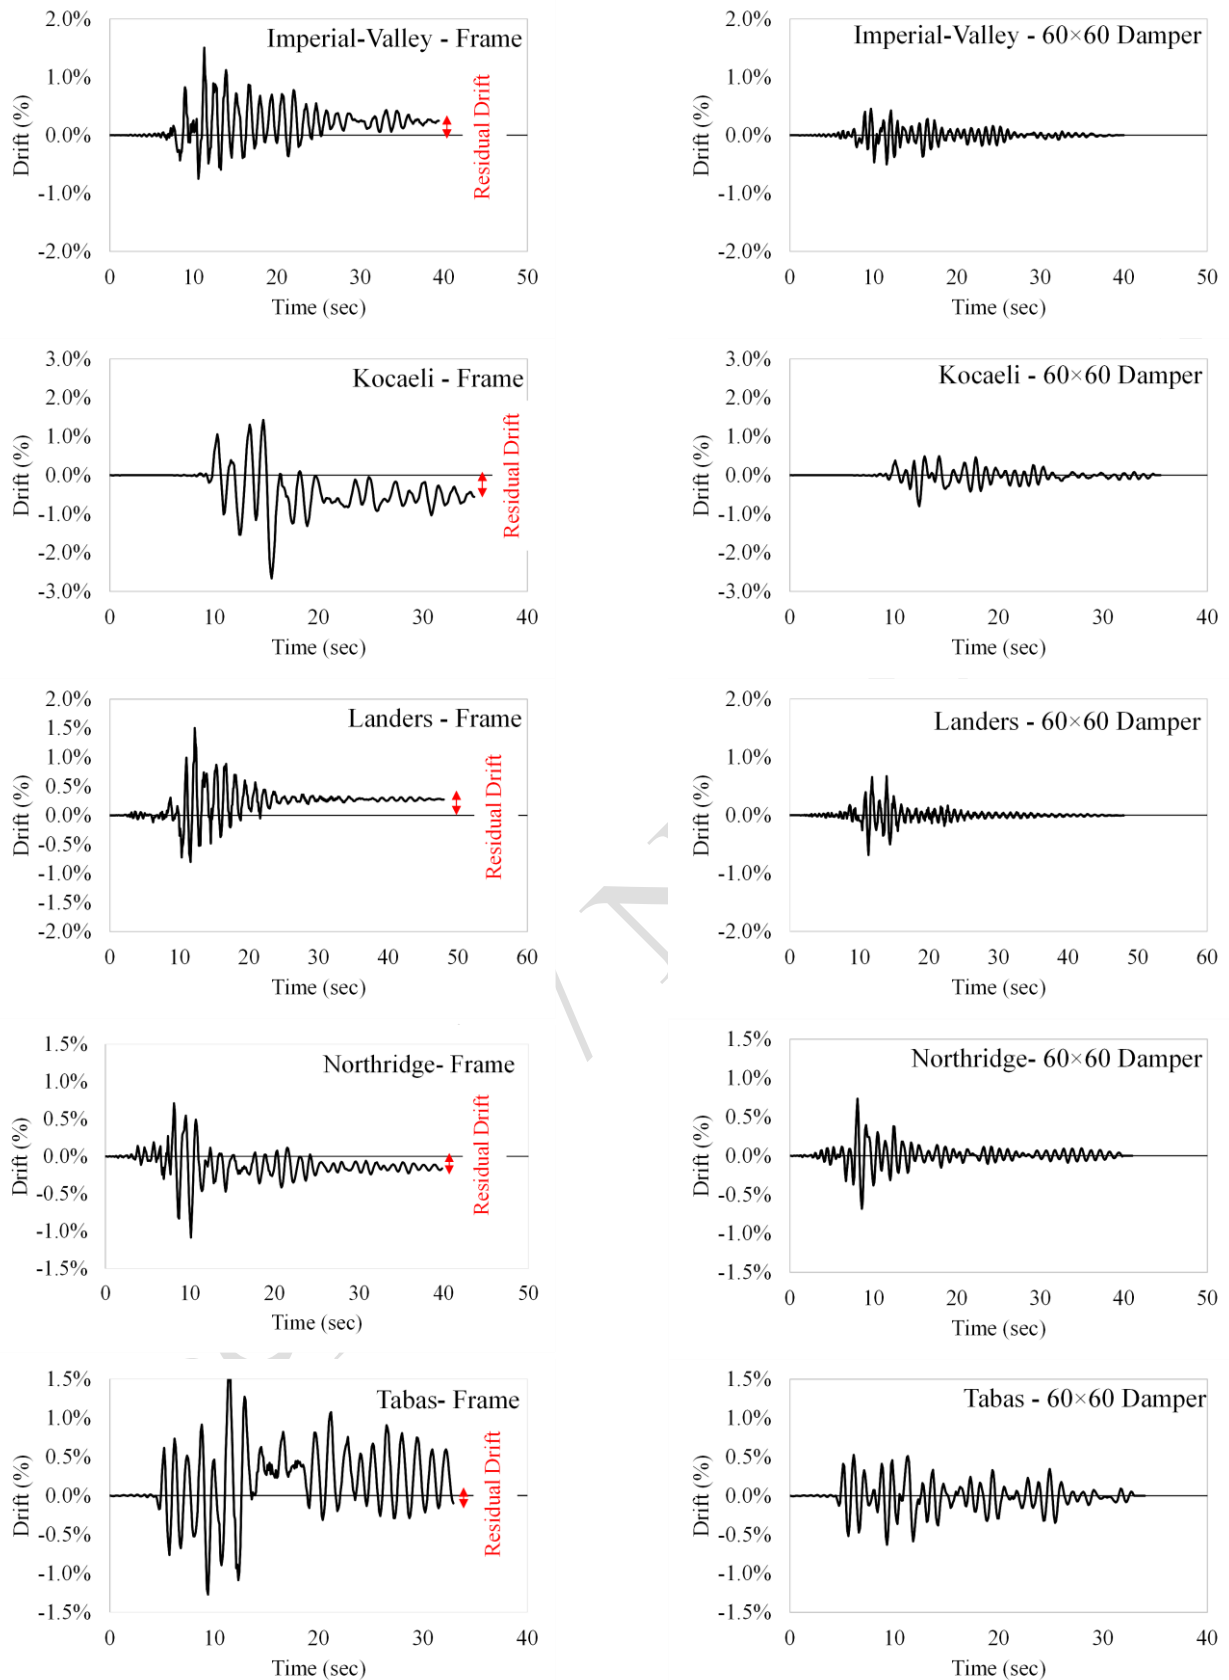 Imperial-Valley - Frame
Drift (%)
2.0%
1.0%
0.0%
-1.0%
-2.0%
Residual Drift
0 10 20 30 40 50
Time (sec)
Imperial-Valley - 60×60 Damper
Drift (%)
2.0%
1.0%
0.0%
-1.0%
-2.0%
0 10 20 30 40 50
Time (sec)
Kocaeli - Frame
Drift (%)
3.0%
2.0%
1.0%
0.0%
-1.0%
-2.0%
-3.0%
Residual Drift
0 10 20 30 40
Time (sec)
Kocaeli - 60×60 Damper
Drift (%)
3.0%
2.0%
1.0%
0.0%
-1.0%
-2.0%
-3.0%
0 10 20 30 40
Time (sec)
Landers - Frame
Drift (%)
2.0%
1.5%
1.0%
0.5%
0.0%
-0.5%
-1.0%
-1.5%
-2.0%
Residual Drift
0 10 20 30 40 50 60
Time (sec)
Landers - 60×60 Damper
Drift (%)
2.0%
1.0%
0.0%
-1.0%
-2.0%
0 10 20 30 40 50 60
Time (sec)
Northridge- Frame
Drift (%)
1.5%
1.0%
0.5%
0.0%
-0.5%
-1.0%
-1.5%
Residual Drift
0 10 20 30 40 50
Time (sec)
Northridge- 60×60 Damper
Drift (%)
1.5%
1.0%
0.5%
0.0%
-0.5%
-1.0%
-1.5%
0 10 20 30 40 50
Time (sec)
Tabas- Frame
Drift (%)
1.5%
1.0%
0.5%
0.0%
-0.5%
-1.0%
-1.5%
Residual Drift
0 10 20 30 40
Time (sec)
Tabas - 60×60 Damper
Drift (%)
1.5%
1.0%
0.5%
0.0%
-0.5%
-1.0%
-1.5%
0 10 20 30 40
Time (sec)